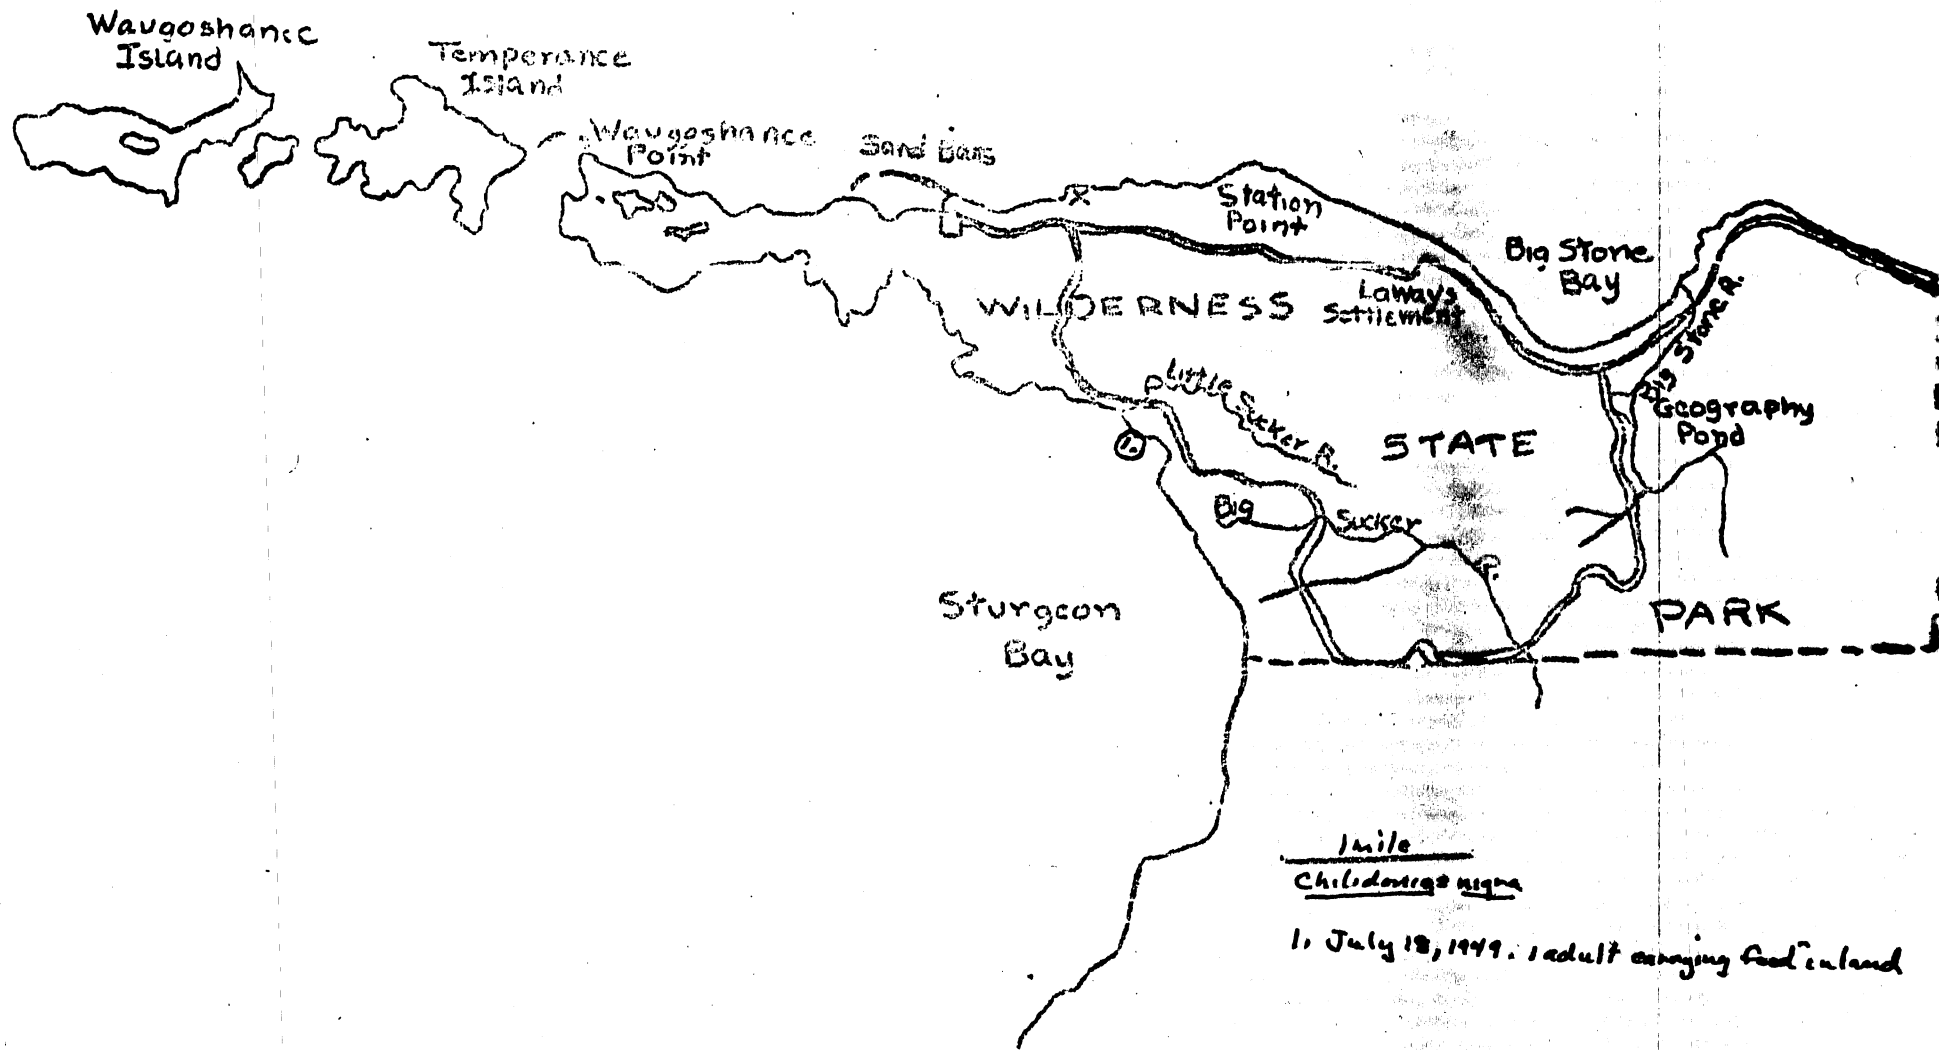 Waugoshance
Island
Temperance
Island
Waugoshance
Point
Sand Bars
Station
Point
Big Stone
Bay
Laways
Settlement
WILDERNESS
Big Stone R.
Little Sucker R.
Geography
Pond
STATE
1.
Big Sucker
P.
Sturgeon
Bay
PARK
1 mile
Chilidonias nigra
1. July 18, 1949. 1 adult carrying food inland